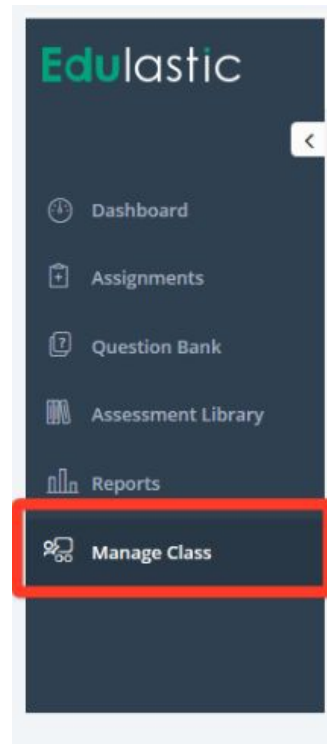 Edulastic
Dashboard
Assignments
Question Bank
Assessment Library
Reports
Manage Class